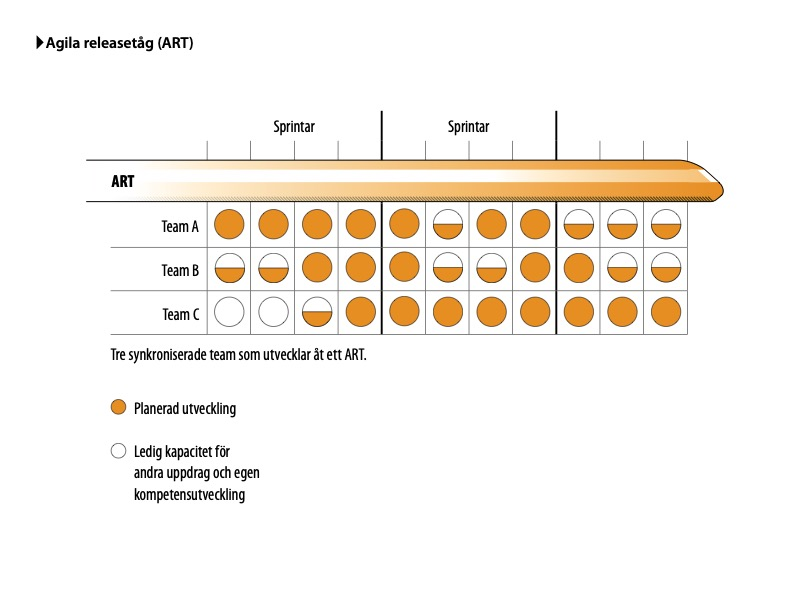 Agila releasetåg (ART)
Sprintar Sprintar
ART
Team A
Team B
Team C
Tre synkroniserade team som utvecklar åt ett ART.
Planerad utveckling
Ledig kapacitet för
andra uppdrag och egen
kompetensutveckling